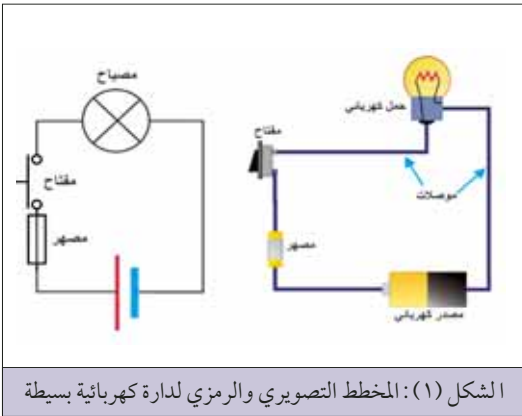 مصباح
مفتاح
مصهر
حمل كهربائي
مفتاح
موصلات
مصهر
مصدر كهربائي
الشكل (١): المخطط التصويري والرمزي لدارة كهربائية بسيطة